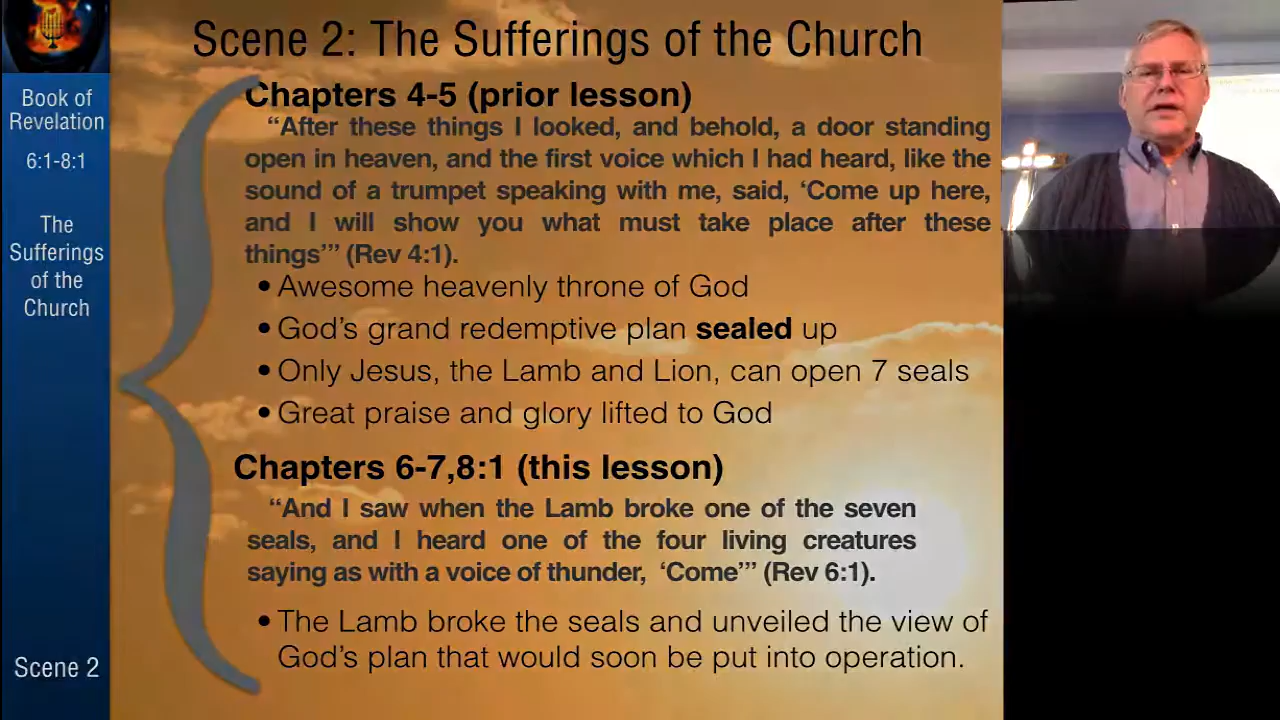 Scene 2: The Sufferings of the Church
Book of
Revelation
6:1-8:1
The
Sufferings
of the
Church
Scene 2
Chapters 4-5 (prior lesson)
“After these things I looked, and behold, a door standing
open in heaven, and the first voice which I had heard, like the
sound of a trumpet speaking with me, said, ‘Come up here,
and I will show you what must take place after these
things’” (Rev 4:1).
• Awesome heavenly throne of God
• God’s grand redemptive plan sealed up
• Only Jesus, the Lamb and Lion, can open 7 seals
• Great praise and glory lifted to God
Chapters 6-7,8:1 (this lesson)
“And I saw when the Lamb broke one of the seven
seals, and I heard one of the four living creatures
saying as with a voice of thunder, ‘Come’” (Rev 6:1).
• The Lamb broke the seals and unveiled the view of
God’s plan that would soon be put into operation.